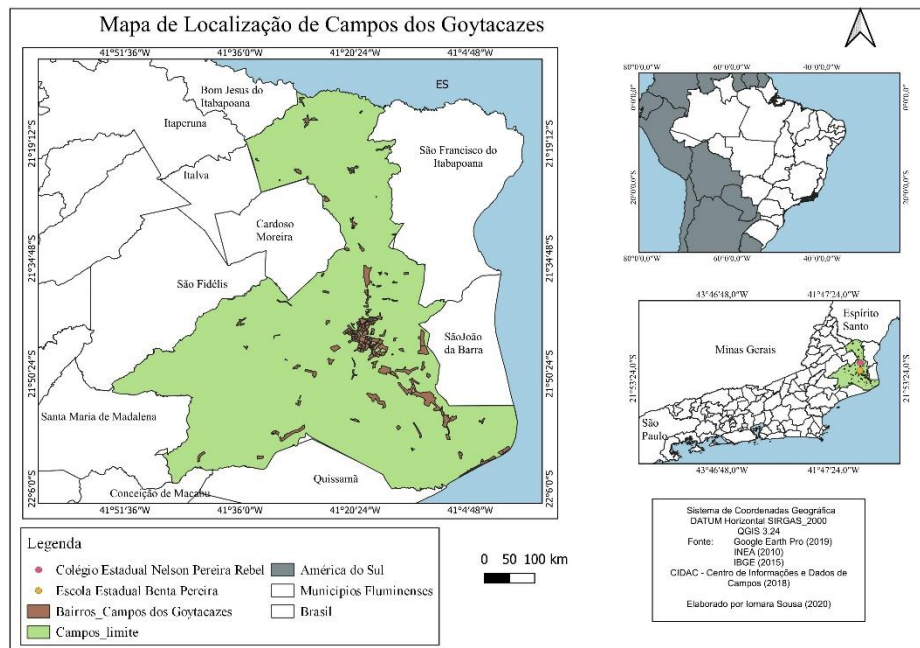 Mapa de Localização de Campos dos Goytacazes
41°51'36"W
41°36'0"W
41°20'24"W
41°4'48"W
21°19'12"S
21°34'48"S
21°50'24"S
22°6'0"S
ES
Bom Jesus do
Itabapoana
Itaperuna
Italva
São Francisco do
Itabapoana
Cardoso
Moreira
São Fidélis
SãoJoão
da Barra
Santa Maria de Madalena
Quissamã
Conceição de Macabu
21°19'12"S
21°34'48"S
21°50'24"S
22°6'0"S
41°51'36"W
41°36'0"W
41°20'24"W
41°4'48"W
80°0'0,0"W
60°0'0,0"W
40°0'0,0"W
0°0'0,0"
20°0'0,0"S
0°0'0,0"
20°0'0,0"S
80°0'0,0"W
60°0'0,0"W
40°0'0,0"W
43°46'48,0"W
41°47'24,0"W
Espírito
Santo
Minas Gerais
21°53'24,0"S
21°53'24,0"S
São
Paulo
43°46'48,0"W
41°47'24,0"W
Legenda
Colégio Estadual Nelson Pereira Rebel
Escola Estadual Benta Pereira
Bairros_Campos dos Goytacazes
Campos_limite
América do Sul
Municipios Fluminenses
Brasil
0 50 100 km
Sistema de Coordenadas Geográfica
DATUM Horizontal SIRGAS_2000
QGIS 3.24
Fonte: Google Earth Pro (2019)
INEA (2010)
IBGE (2015)
CIDAC - Centro de Informações e Dados de
Campos (2018)
Elaborado por Iomara Sousa (2020)